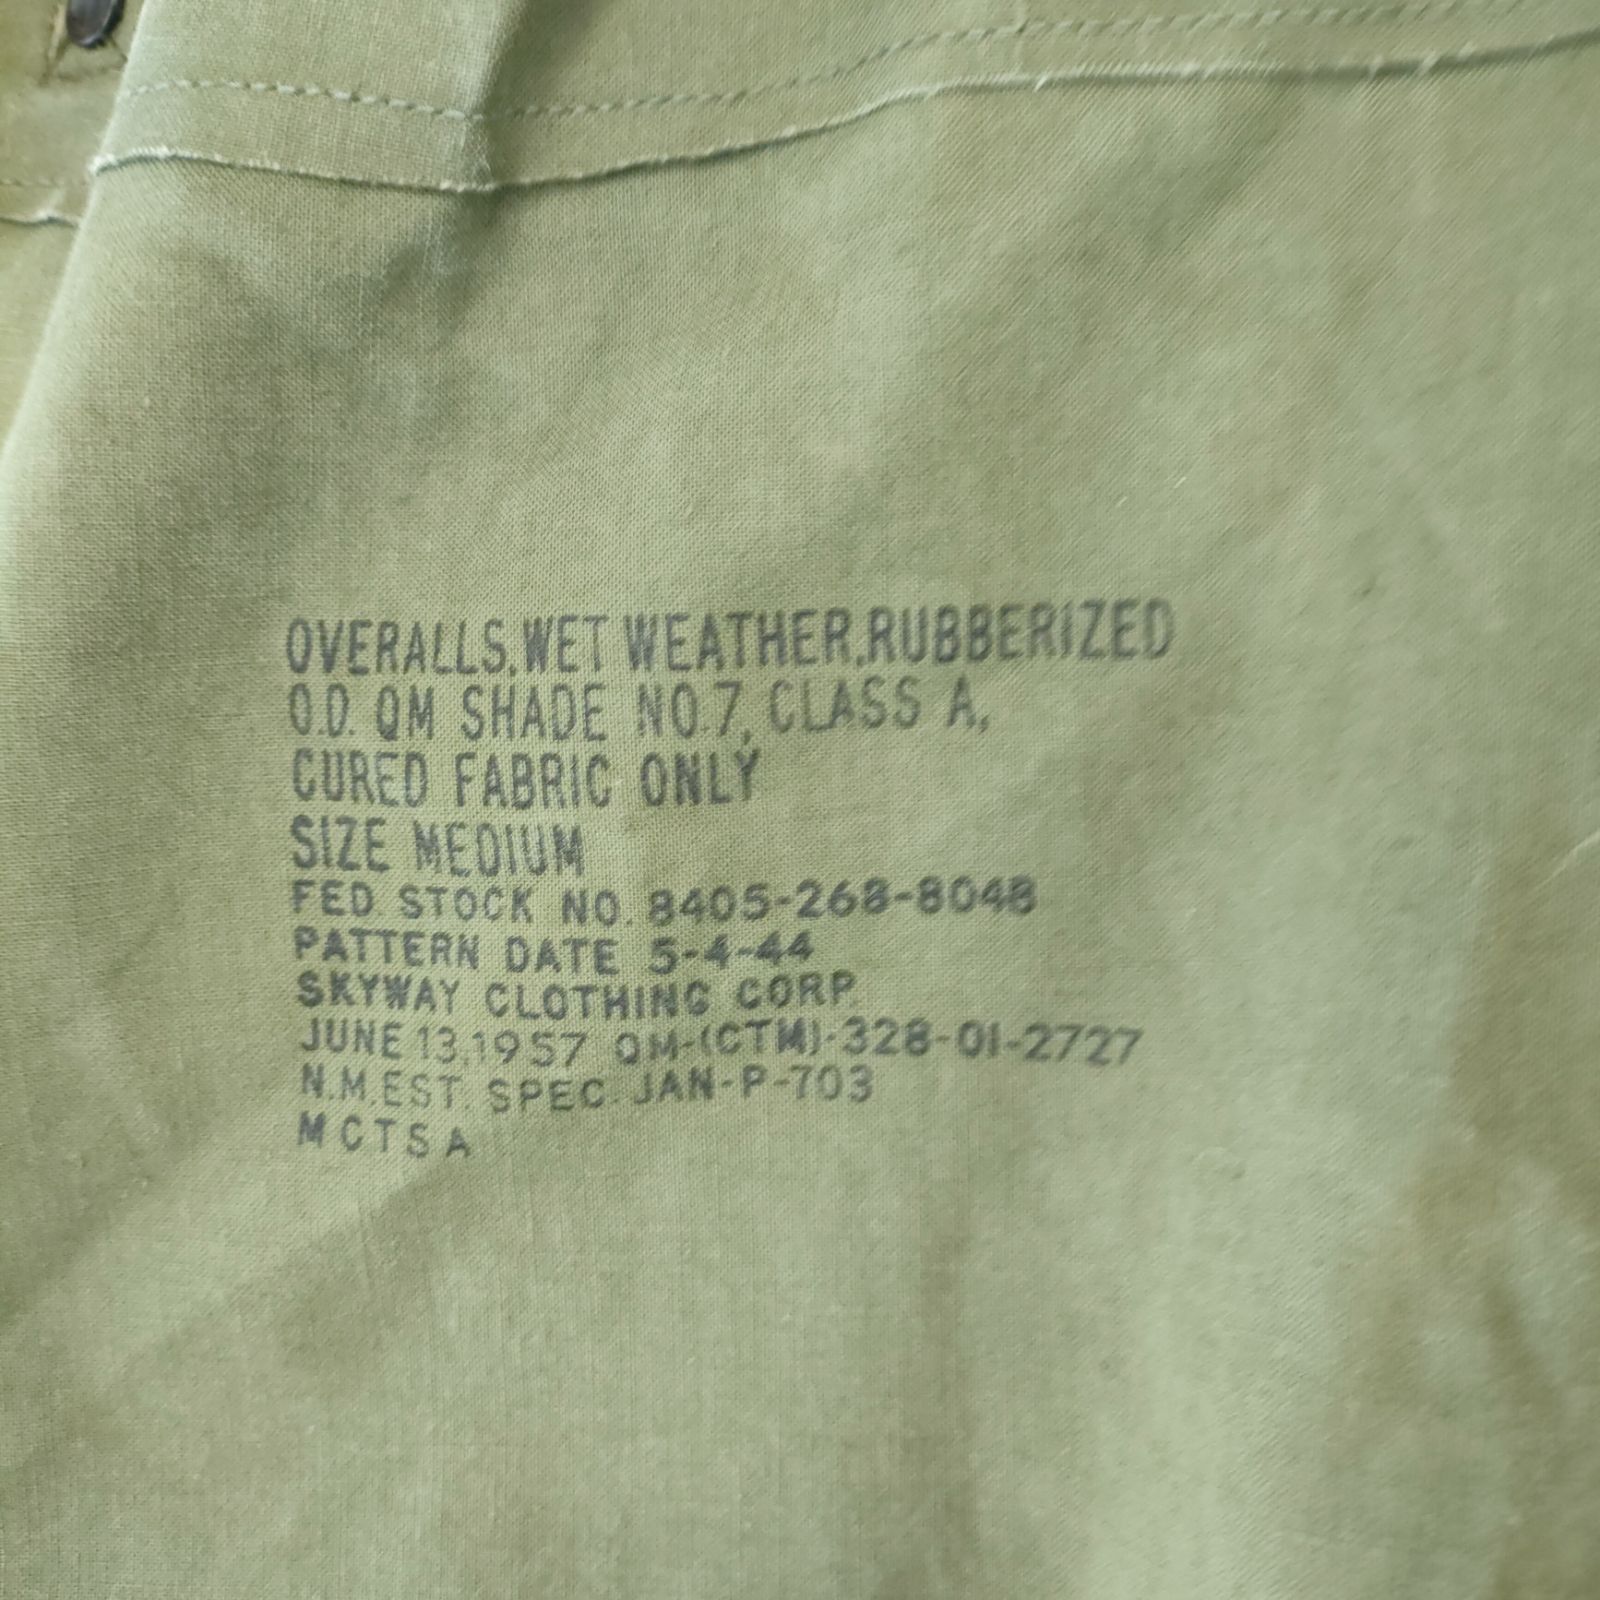 OVERALLS, WET WEATHER, RUBBERIZED
O.D. QM SHADE NO. 7, CLASS A,
CURED FABRIC ONLY
SIZE MEDIUM
FED. STOCK NO. 8405-268-8048
PATTERN DATE 5-4-44
SKYWAY CLOTHING CORP.
JUNE 13, 1957 QM-(CTM)-328-01-2727
N.M.EST. SPEC. JAN-P-703
MCTSA